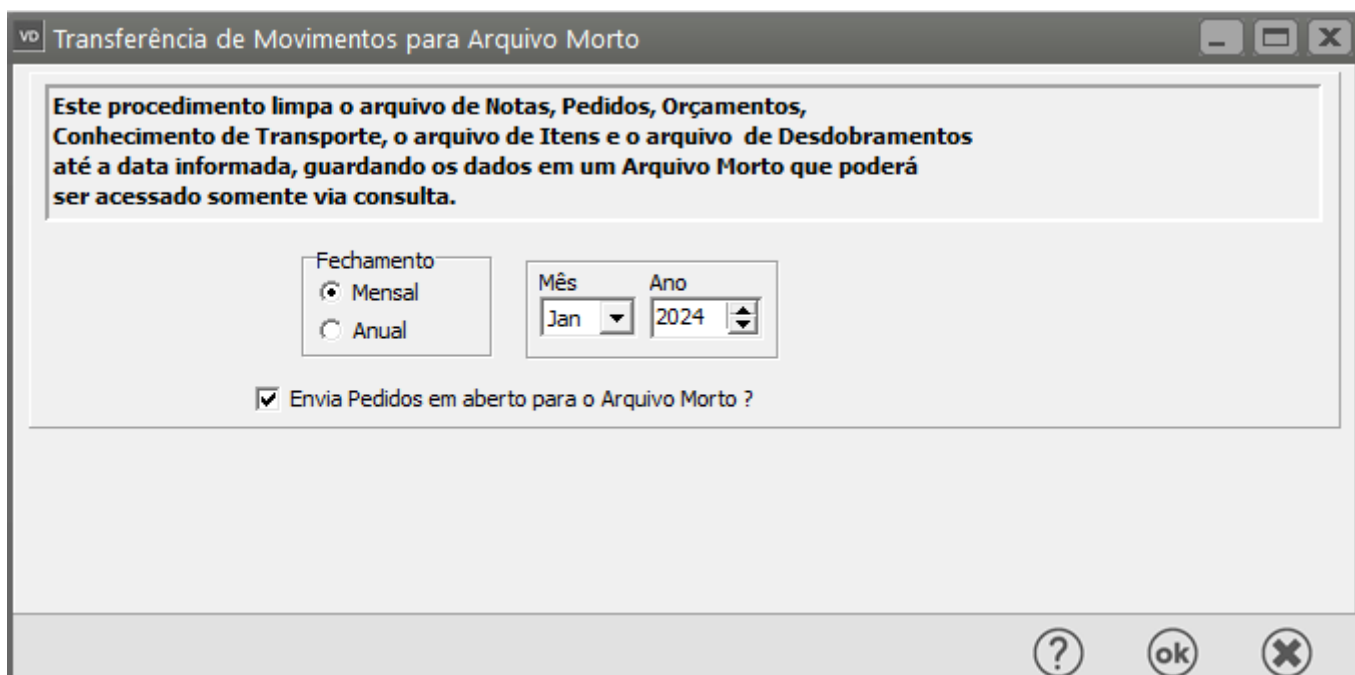 VD Transferência de Movimentos para Arquivo Morto
Este procedimento limpa o arquivo de Notas, Pedidos, Orçamentos,
Conhecimento de Transporte, o arquivo de Itens e o arquivo de Desdobramentos
até a data informada, guardando os dados em um Arquivo Morto que poderá
ser acessado somente via consulta.
Fechamento
Mensal
Anual
Mês Ano
Jan 2024
Envia Pedidos em aberto para o Arquivo Morto ?
? ok